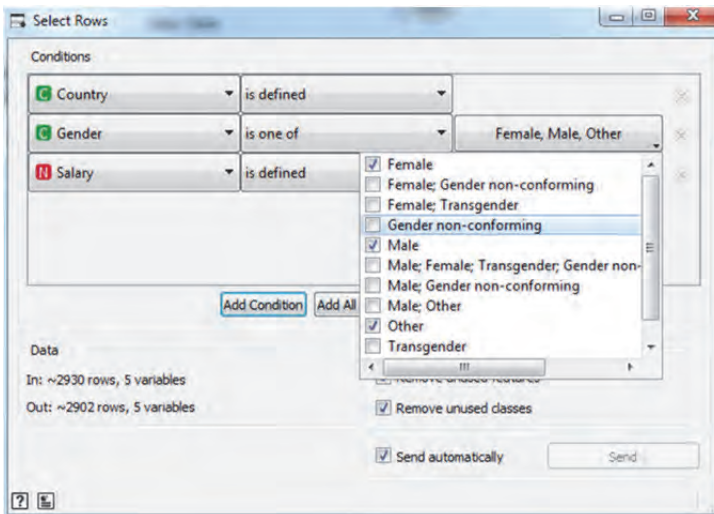 Select Rows
Conditions
C Country is defined
C Gender is one of Female, Male, Other
N Salary is defined
Female
Female; Gender non-conforming
Female; Transgender
Gender non-conforming
Male
Male; Female; Transgender; Gender non-
Male; Gender non-conforming
Male; Other
Other
Transgender
Add Condition Add All
Data
In: ~2930 rows, 5 variables
Remove unused features
Out: ~2902 rows, 5 variables
Remove unused classes
Send automatically Send
?